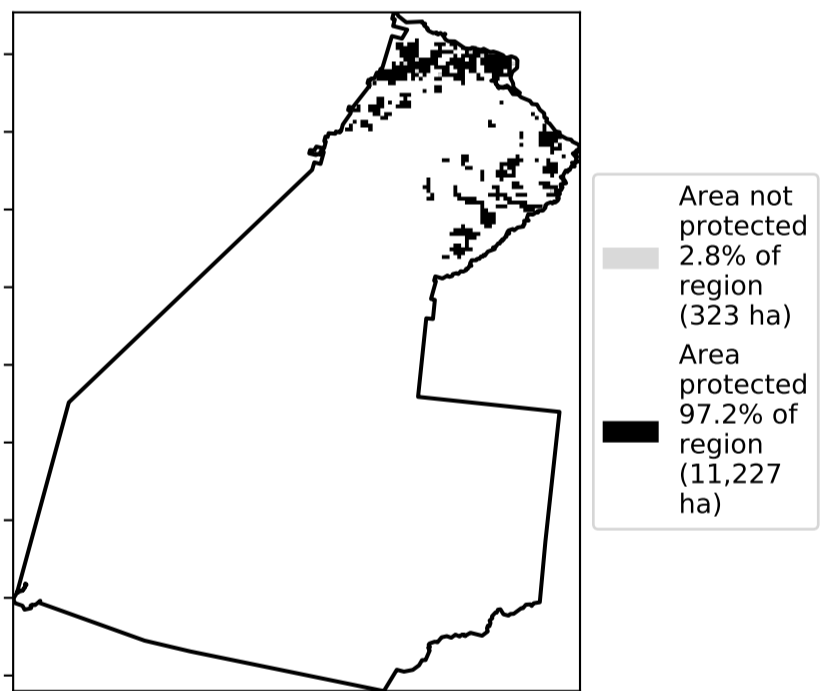 Area not
protected
2.8% of
region
(323 ha)
Area
protected
97.2% of
region
(11,227
ha)